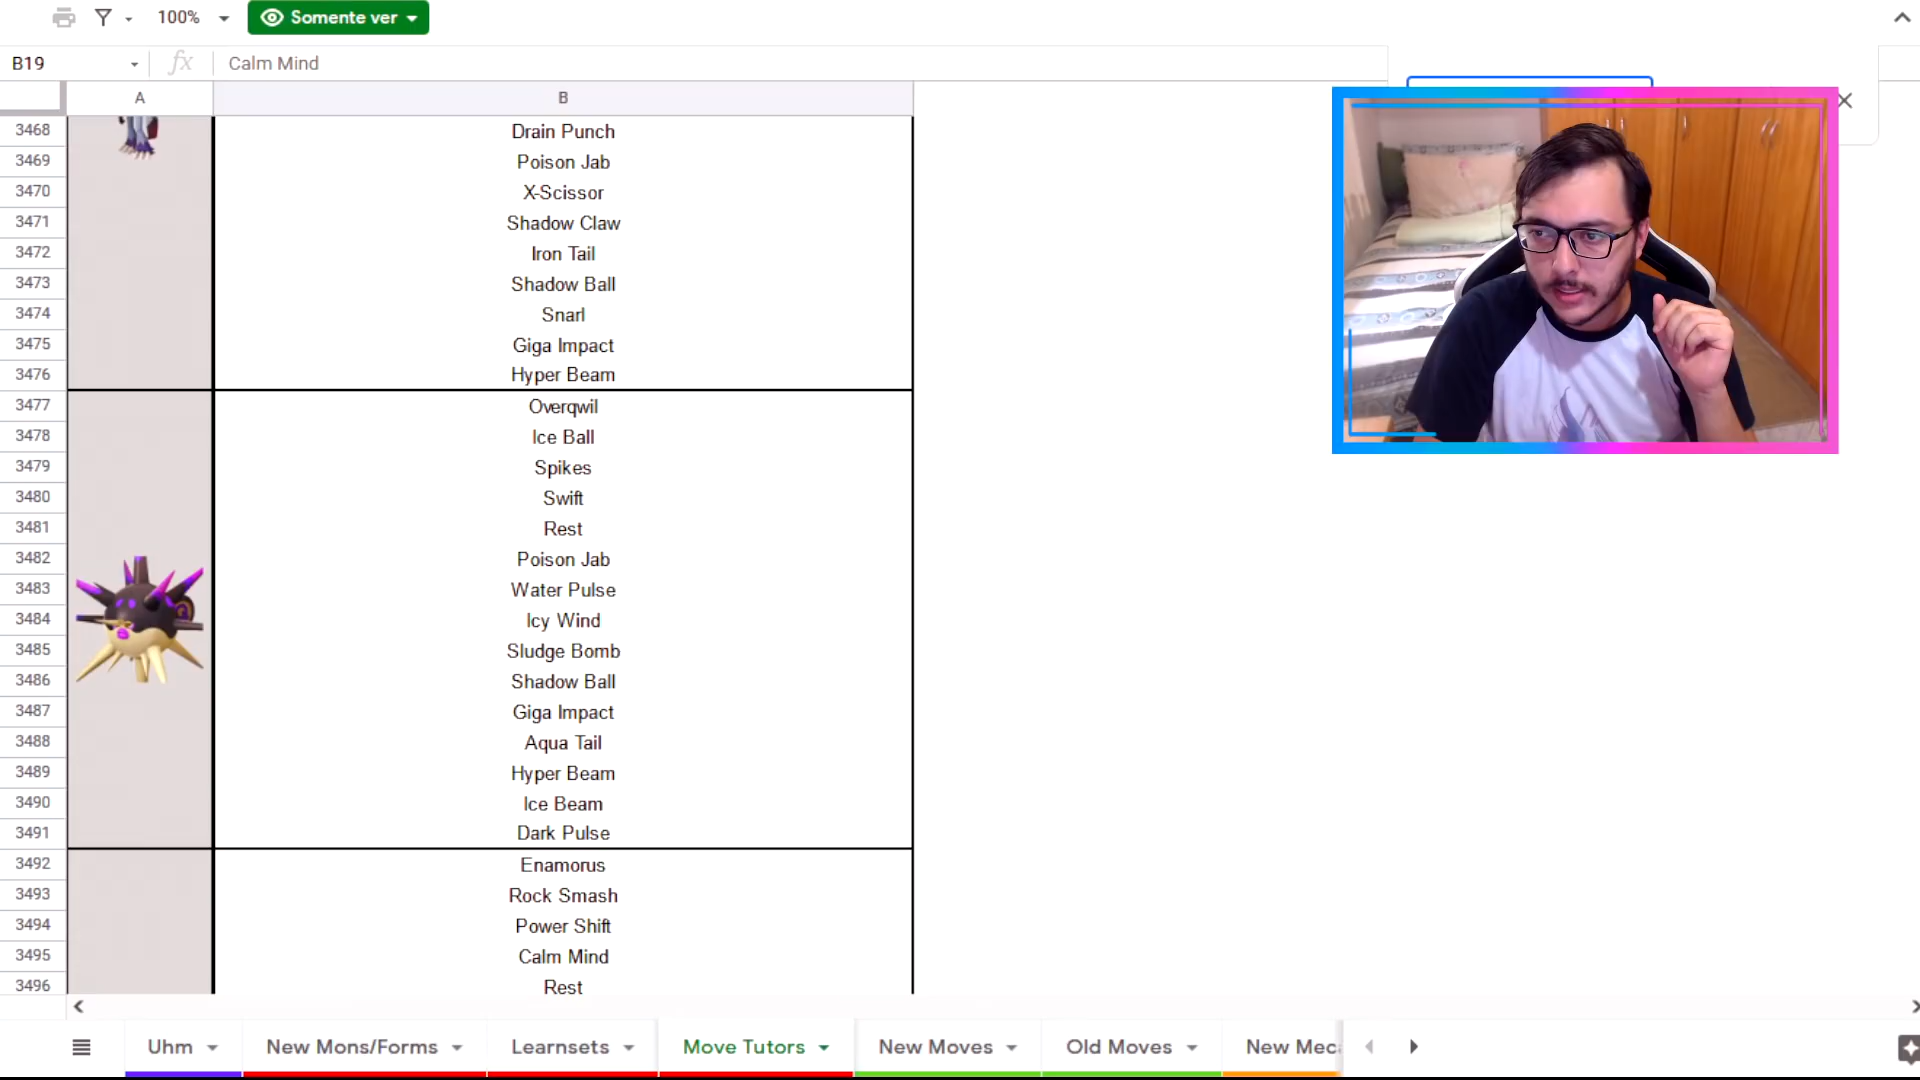 100% Somente ver
B19 fx Calm Mind
A B
3468 Drain Punch
3469 Poison Jab
3470 X-Scissor
3471 Shadow Claw
3472 Iron Tail
3473 Shadow Ball
3474 Snarl
3475 Giga Impact
3476 Hyper Beam
3477 Overqwil
3478 Ice Ball
3479 Spikes
3480 Swift
3481 Rest
3482 Poison Jab
3483 Water Pulse
3484 Icy Wind
3485 Sludge Bomb
3486 Shadow Ball
3487 Giga Impact
3488 Aqua Tail
3489 Hyper Beam
3490 Ice Beam
3491 Dark Pulse
3492 Enamorus
3493 Rock Smash
3494 Power Shift
3495 Calm Mind
3496 Rest
Uhm New Mons/Forms Learnsets Move Tutors New Moves Old Moves New Mec